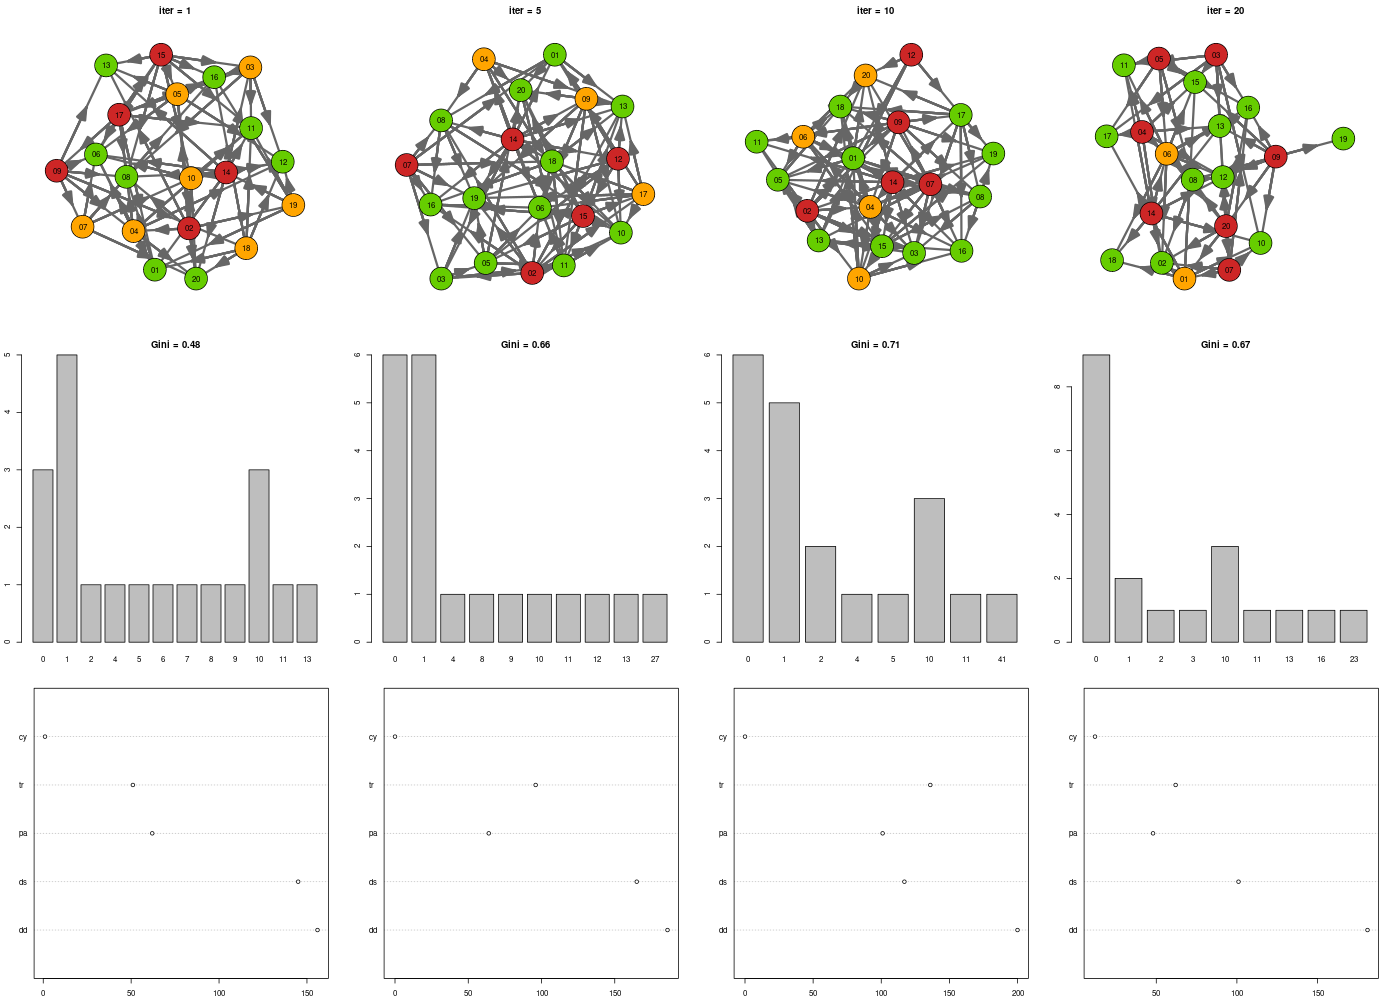 iter = 1
iter = 5
iter = 10
iter = 20
15
13
16
03
05
17
11
06
12
09
08
10
14
19
07
04
02
18
01
20
01
04
20
09
13
08
14
12
18
07
17
19
16
06
15
10
05
11
02
03
12
20
18
17
09
06
11
19
01
05
14
07
08
04
02
13
15
03
16
10
03
05
11
15
16
13
04
17
19
06
09
12
08
14
20
10
18
02
07
01
Gini = 0.48
Gini = 0.66
Gini = 0.71
Gini = 0.67
0 1 2 3 4 5
0 1 2 4 5 6 7 8 9 10 11 13
0 1 2 3 4 5 6
0 1 4 8 9 10 11 12 13 27
0 1 2 3 4 5 6
0 1 2 4 5 10 11 41
0 2 4 6 8
0 1 2 3 10 11 13 16 23
cy
tr
pa
ds
dd
0 50 100 150
cy
tr
pa
ds
dd
0 50 100 150
cy
tr
pa
ds
dd
0 50 100 150 200
cy
tr
pa
ds
dd
50 100 150